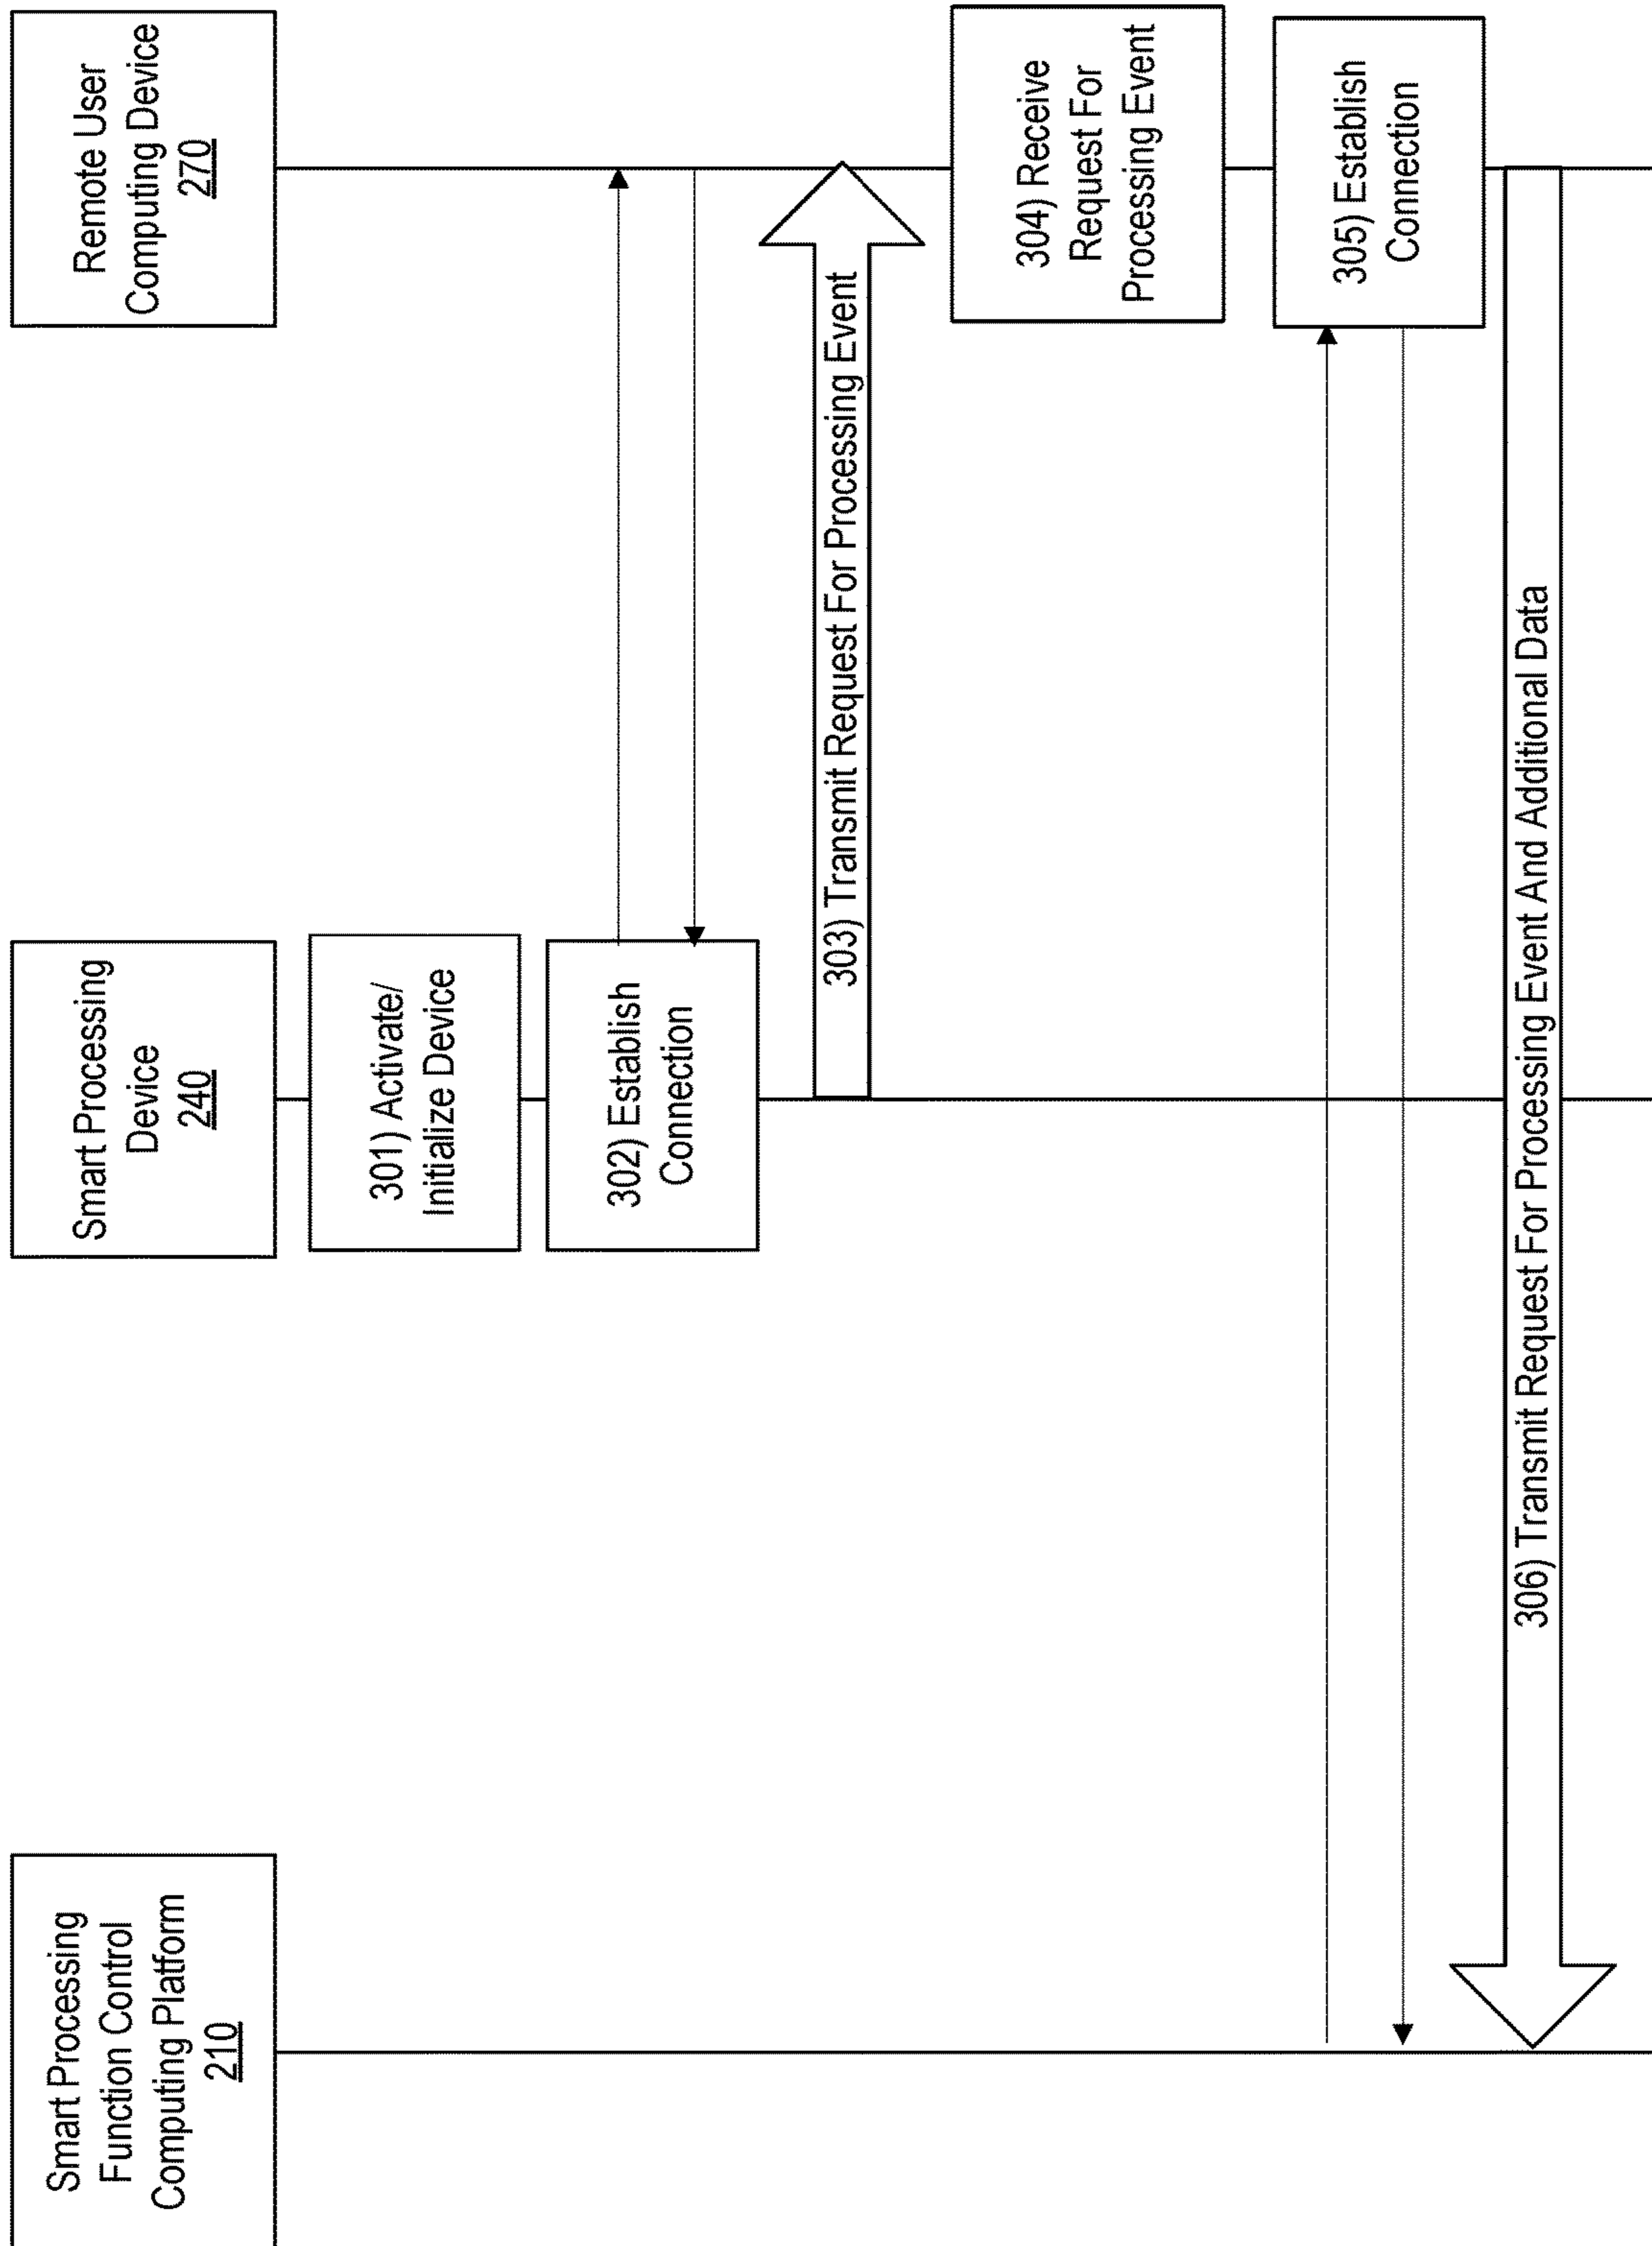 Smart Processing
Function Control
Computing Platform
210
Smart Processing
Device
240
Remote User
Computing Device
270
301) Activate/
Initialize Device
302) Establish
Connection
303) Transmit Request For Processing Event
304) Receive
Request For
Processing Event
305) Establish
Connection
306) Transmit Request For Processing Event And Additional Data